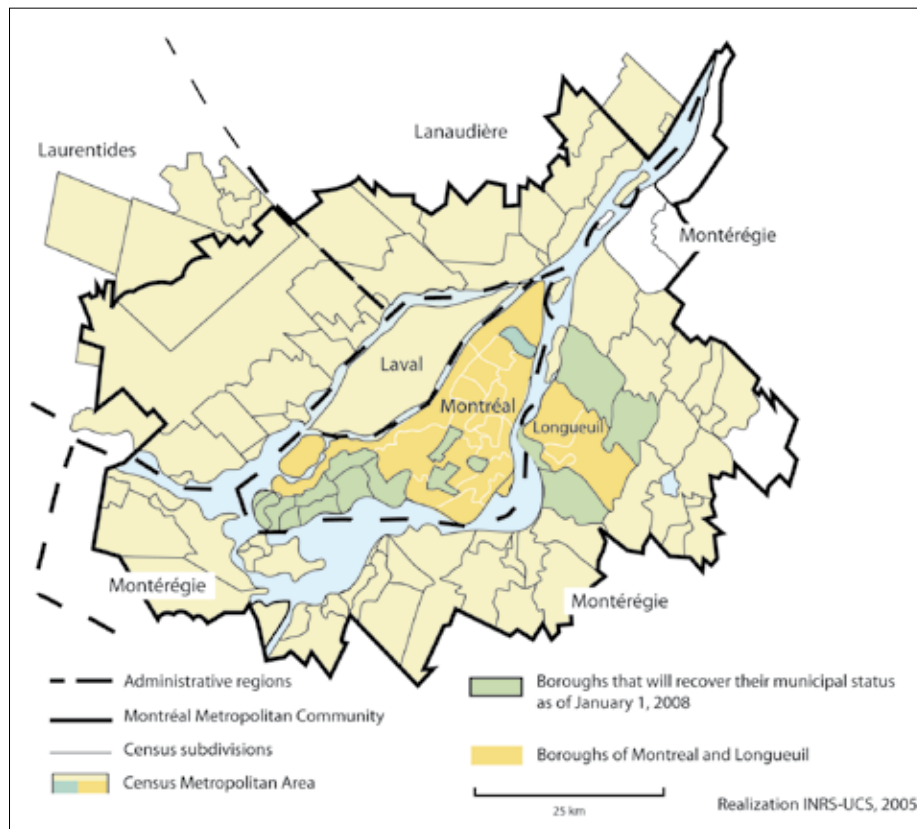 Laurentides
Lanaudière
Montérégie
Laval
Montréal
Longueuil
Montérégie
Montérégie
Administrative regions
Montréal Metropolitan Community
Census subdivisions
Census Metropolitan Area
Boroughs that will recover their municipal status
as of January 1, 2008
Boroughs of Montreal and Longueuil
25 km
Realization INRS-UCS, 2005